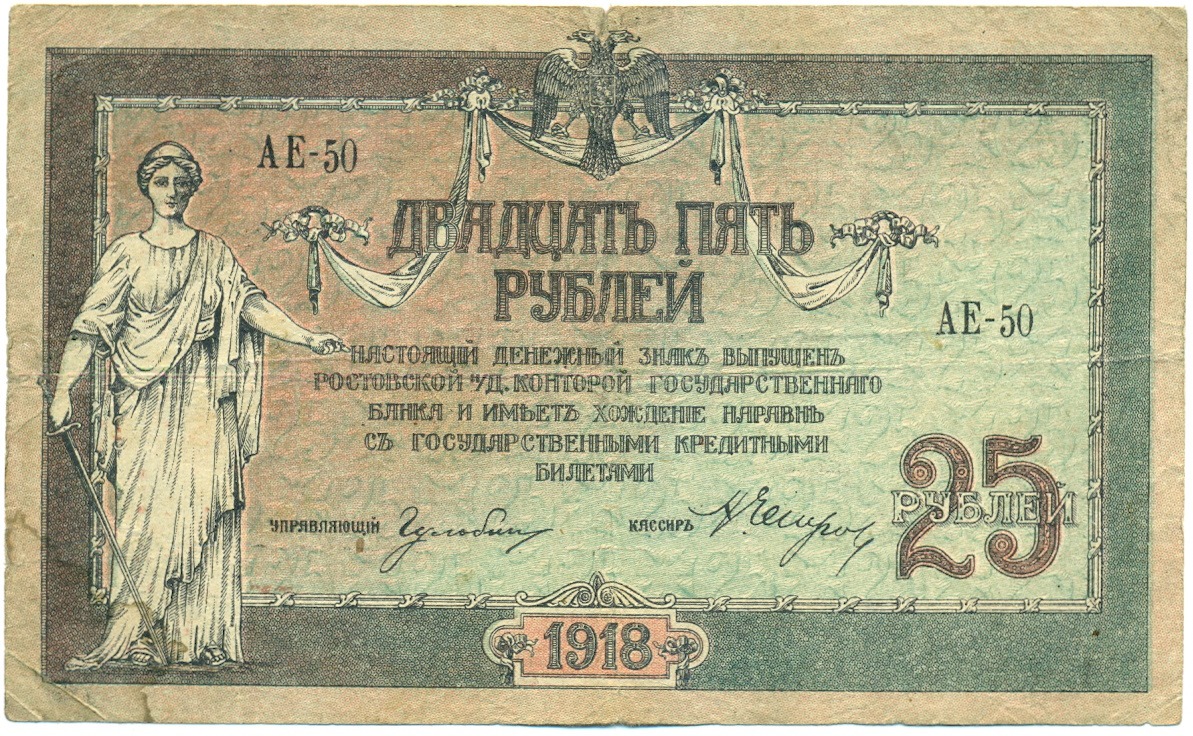 АЕ-50
ДВАДЦАТЬ ПЯТЬ
РУБЛЕЙ
АЕ-50
НАСТОЯЩІЙ ДЕНЕЖНЫЙ ЗНАКЪ ВЫПУЩЕНЪ
РОСТОВСКОЙ н/Д. КОНТОРОЙ ГОСУДАРСТВЕННАГО
БАНКА И ИМѢЕТЪ ХОЖДЕНІЕ НАРАВНѢ
СЪ ГОСУДАРСТВЕННЫМИ КРЕДИТНЫМИ
БИЛЕТАМИ
25
РУБЛЕЙ
УПРАВЛЯЮЩІЙ КАССИРЪ
1918